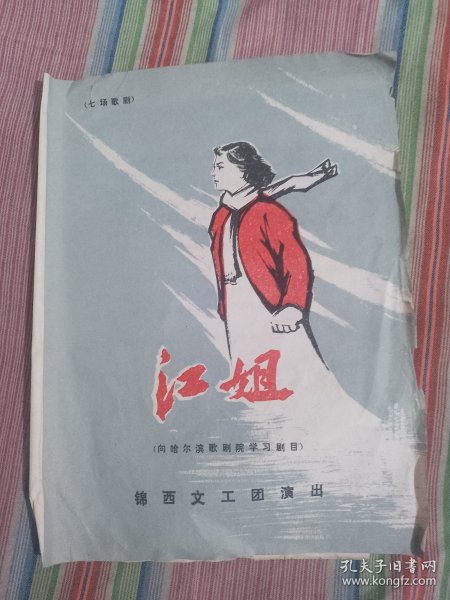 （七场歌剧）
江姐
（向哈尔滨歌剧院学习剧目）
锦西文工团演出
孔夫子旧书网
www.kongfz.com